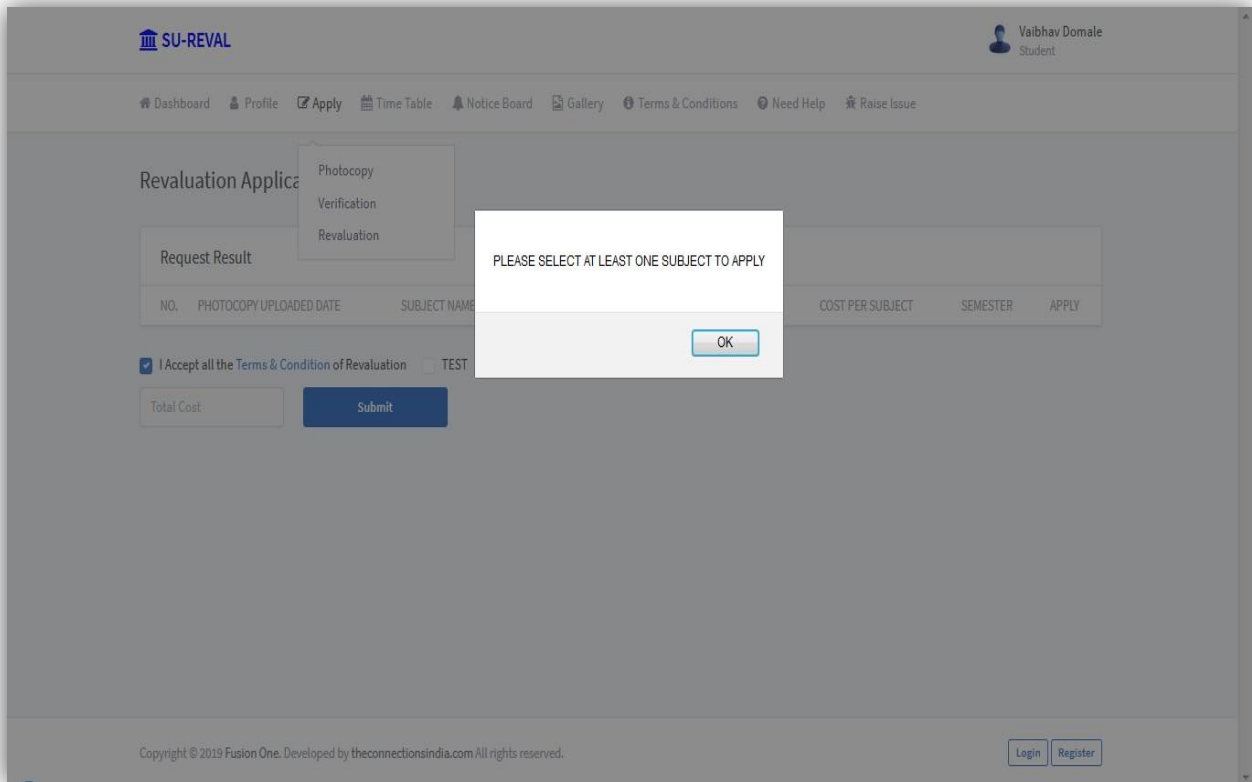 SU-REVAL
Vaibhav Domale
Student
Dashboard Profile Apply Time Table Notice Board Gallery Terms & Conditions Need Help Raise Issue
Photocopy
Verification
Revaluation
Revaluation Applica
Request Result
NO. PHOTOCOPY UPLOADED DATE SUBJECT NAME COST PER SUBJECT SEMESTER APPLY
PLEASE SELECT AT LEAST ONE SUBJECT TO APPLY
OK
I Accept all the Terms & Condition of Revaluation TEST
Total Cost Submit
Copyright © 2019 Fusion One. Developed by theconnectionsindia.com All rights reserved. Login Register